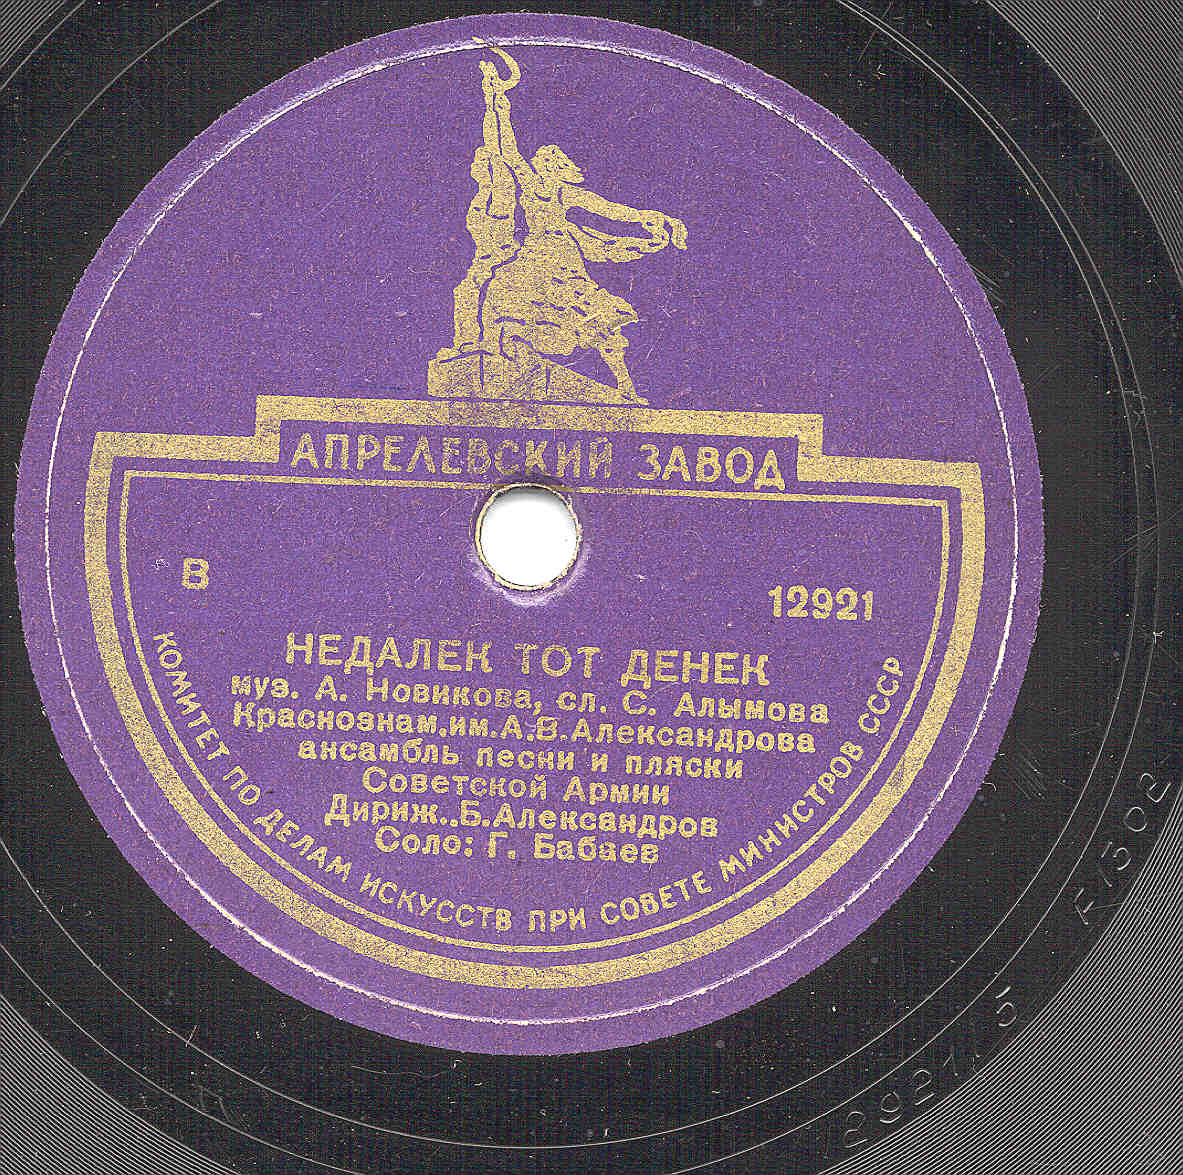 АПРЕЛЕВСКИЙ ЗАВОД
В
12921
НЕДАЛЕК ТОТ ДЕНЕК
муз. А. Новикова, сл. С. Алымова
Краснознам.им.А.В.Александрова
ансамбль песни и пляски
Советской Армии
Дириж..Б.Александров
Соло: Г. Бабаев
КОМИТЕТ ПО ДЕЛАМ ИСКУССТВ ПРИ СОВЕТЕ МИНИСТРОВ СССР